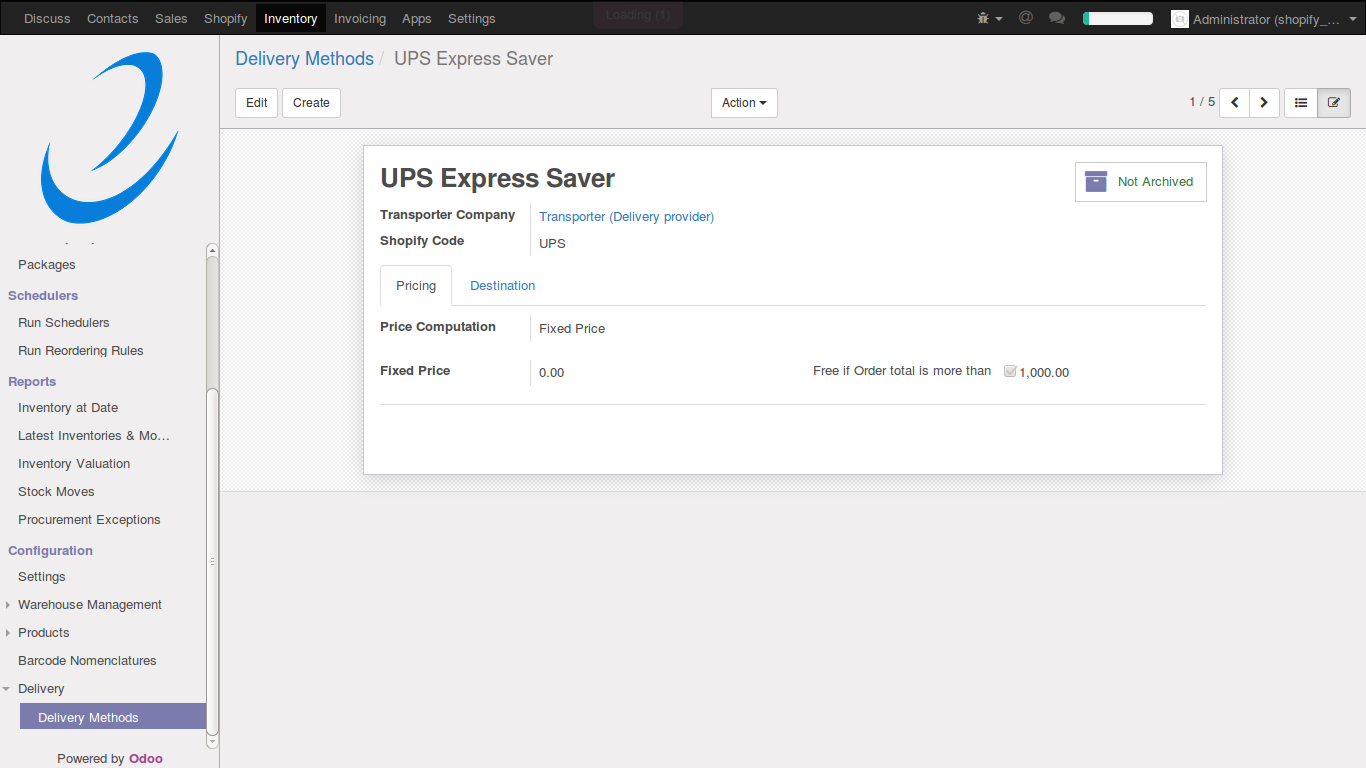 Discuss Contacts Sales Shopify Inventory Invoicing Apps Settings Loading (1) @ Administrator (shopify_...
Delivery Methods / UPS Express Saver
Edit Create Action 1 / 5
UPS Express Saver
Not Archived
Transporter Company Transporter (Delivery provider)
Shopify Code UPS
Pricing Destination
Price Computation Fixed Price
Fixed Price 0.00 Free if Order total is more than 1,000.00
Packages
Schedulers
Run Schedulers
Run Reordering Rules
Reports
Inventory at Date
Latest Inventories & Mo...
Inventory Valuation
Stock Moves
Procurement Exceptions
Configuration
Settings
Warehouse Management
Products
Barcode Nomenclatures
Delivery
Delivery Methods
Powered by Odoo